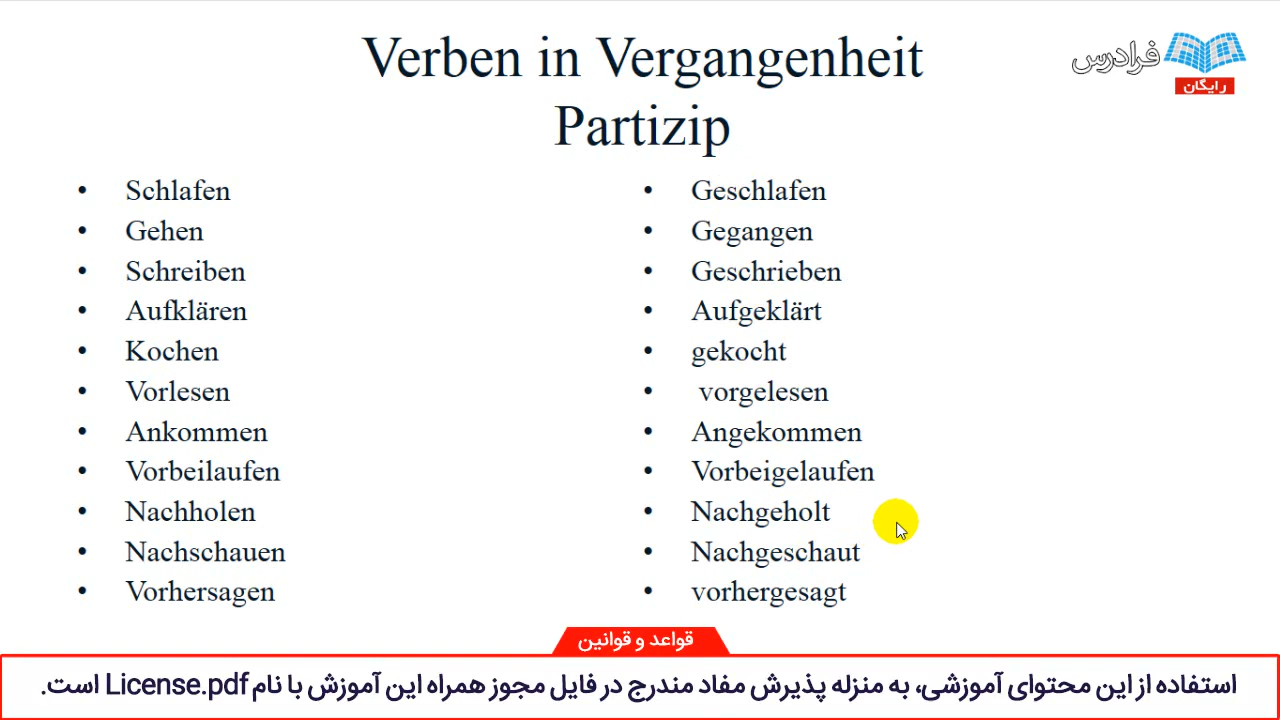 Verben in Vergangenheit
Partizip
فرادرس
رایگان
• Schlafen
• Gehen
• Schreiben
• Aufklären
• Kochen
• Vorlesen
• Ankommen
• Vorbeilaufen
• Nachholen
• Nachschauen
• Vorhersagen
• Geschlafen
• Gegangen
• Geschrieben
• Aufgeklärt
• gekocht
• vorgelesen
• Angekommen
• Vorbeigelaufen
• Nachgeholt
• Nachgeschaut
• vorhergesagt
قواعد و قوانین
استفاده از این محتوای آموزشی، به منزله پذیرش مفاد مندرج در فایل مجوز همراه این آموزش با نام License.pdf است.